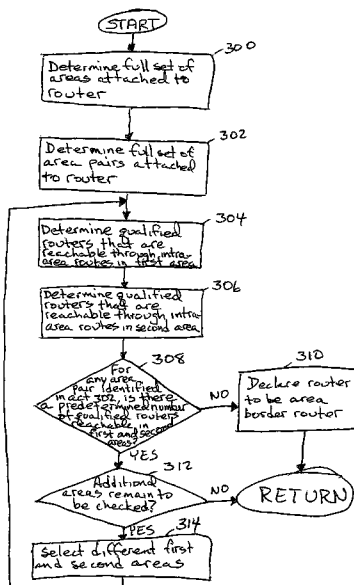 START
300
Determine full set of
areas attached to
router
302
Determine full set of
area pairs attached
to router
304
Determine qualified
routers that are
reachable through intra-
area routes in first area
306
Determine qualified
routers that are
reachable through intra-
area routes in second area
308
For
any area
pair identified
in act 302, is there
a predetermined number
of qualified routers
reachable in
first and second
areas?
310
NO
Declare router
to be area
border router
YES
312
Additional
areas remain to
be checked?
NO
RETURN
YES
314
Select different first
and second areas